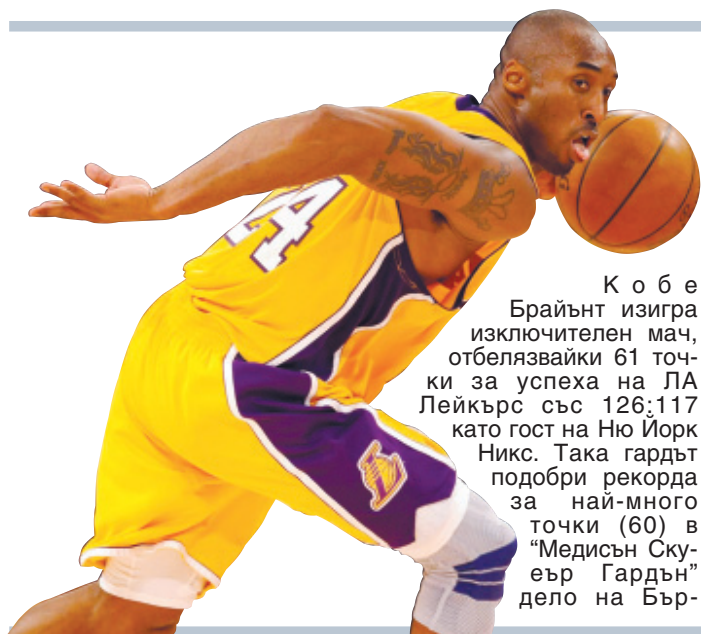 24
К о б е
Брайънт изигра
изключителен мач,
отбелязвайки 61 точ-
ки за успеха на ЛА
Лейкърс със 126:117
като гост на Ню Йорк
Никс. Така гардът
подобри рекорда
за най-много
точки (60) в
“Медисън Ску-
еър Гардън”
дело на Бър-